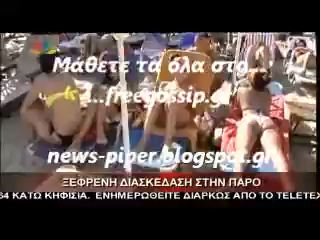 Μάθετε τα όλα στο...
freegossip.gr
news-piper.blogspot.gr
ΞΕΦΡΕΝΗ ΔΙΑΣΚΕΔΑΣΗ ΣΤΗΝ ΠΑΡΟ
64 ΚΑΤΩ ΚΗΦΙΣΙΑ. ΕΝΗΜΕΡΩΘΕΙΤΕ ΔΙΑΡΚΩΣ ΑΠΟ ΤΟ TELETEX